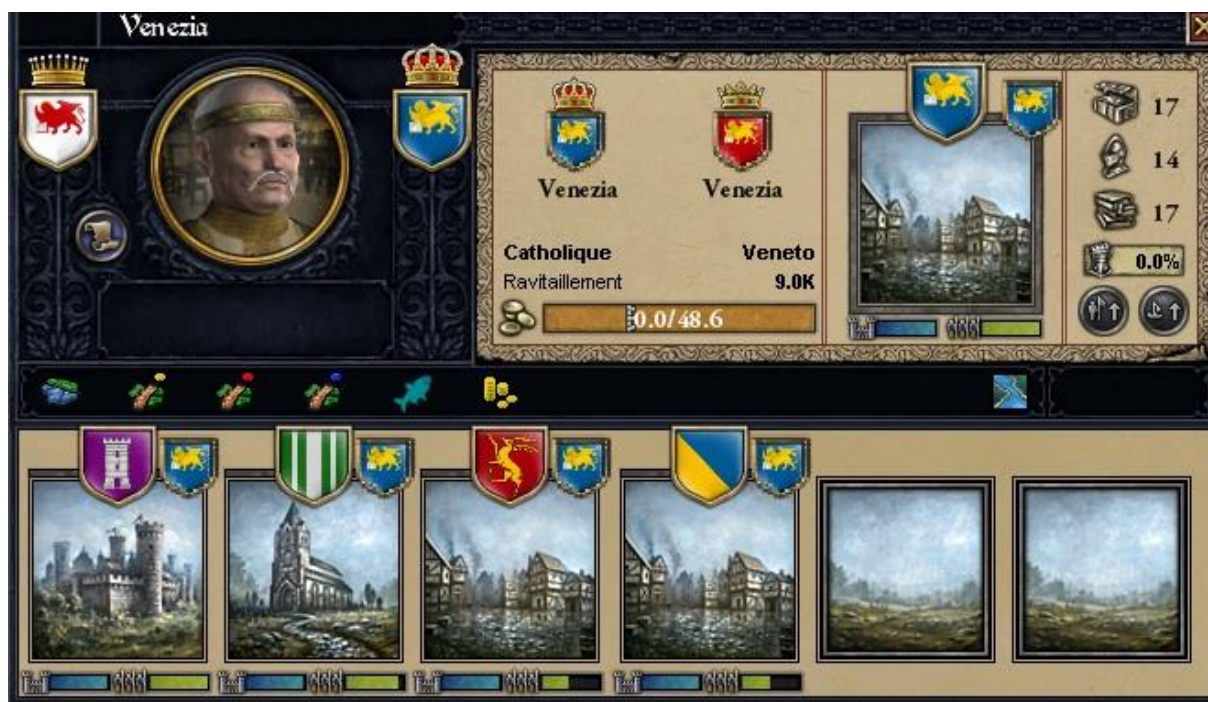 Venezia
Venezia Venezia
Catholique Veneto
Ravitaillement 9.0K
0.0/48.6
17
14
17
0.0%